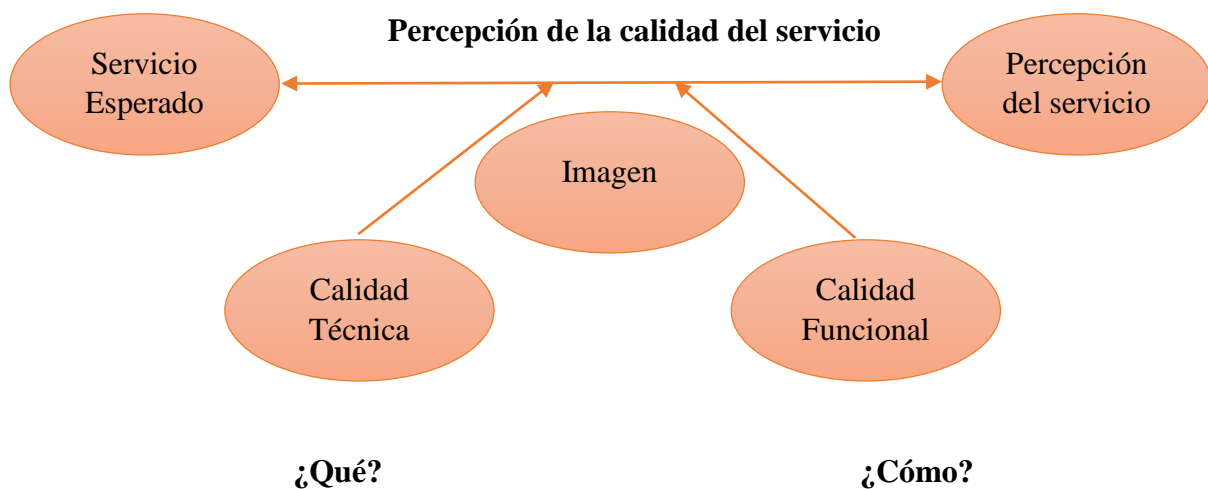 Percepción de la calidad del servicio
Servicio
Esperado
Percepción
del servicio
Imagen
Calidad
Técnica
Calidad
Funcional
¿Qué?
¿Cómo?